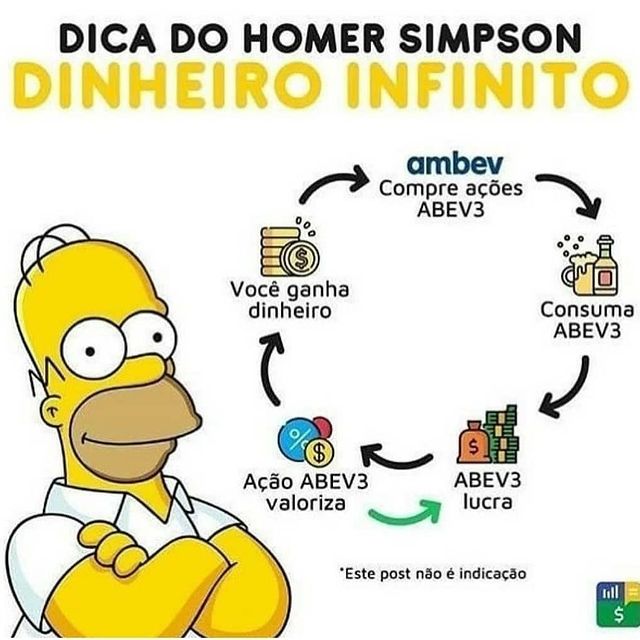 DICA DO HOMER SIMPSON
DINHEIRO INFINITO
ambev
Compre ações
ABEV3
Consuma
ABEV3
ABEV3
lucra
Ação ABEV3
valoriza
Você ganha
dinheiro
*Este post não é indicação